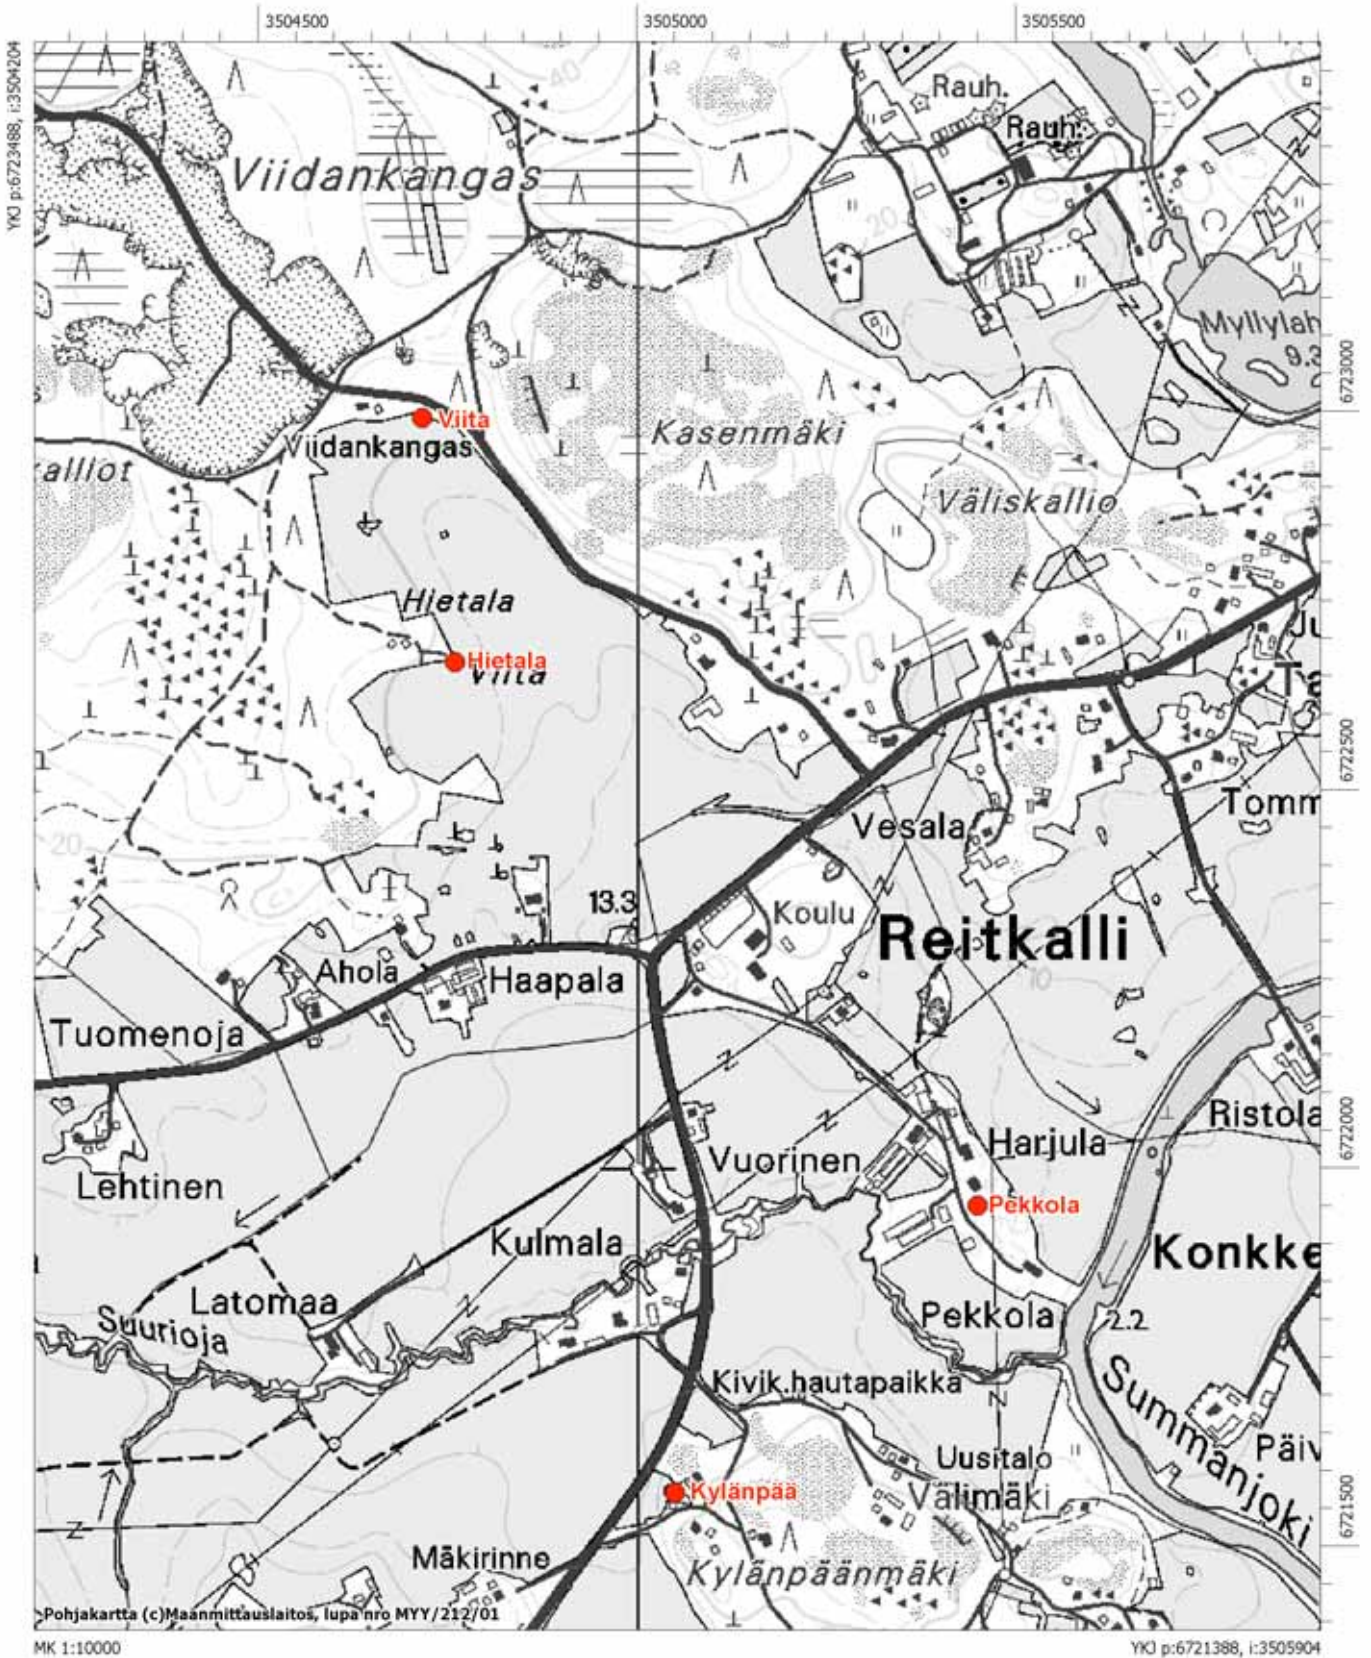 3504500
3505000
3505500
YKJ p:6723488, i:3504204
40
Rauh.
Rauh.
Viidankangas
20
Myllylah
9.3
6723000
Viita
Viidankangas
Kasenmäki
alliot
Väliskallio
Hietala
Hietala
Viita
Ju
Ta
6722500
Tomm
Vesala
20
13.3
Koulu
Reitkalli
Ahola
Haapala
10
Tuomenoja
Ristola
6722000
Harjula
Vuorinen
Lehtinen
Pekkola
Kulmala
Konkke
Latomaa
Suurioja
Pekkola
2.2
Kivik.hautapaikka
Summanjoki
Päiv
Uusitalo
Kylänpää
Välimäki
6721500
Mäkirinne
Kylänpäänmäki
Pohjakartta (c)Maanmittauslaitos, lupa nro MYY/212/01
MK 1:10000
YKJ p:6721388, i:3505904